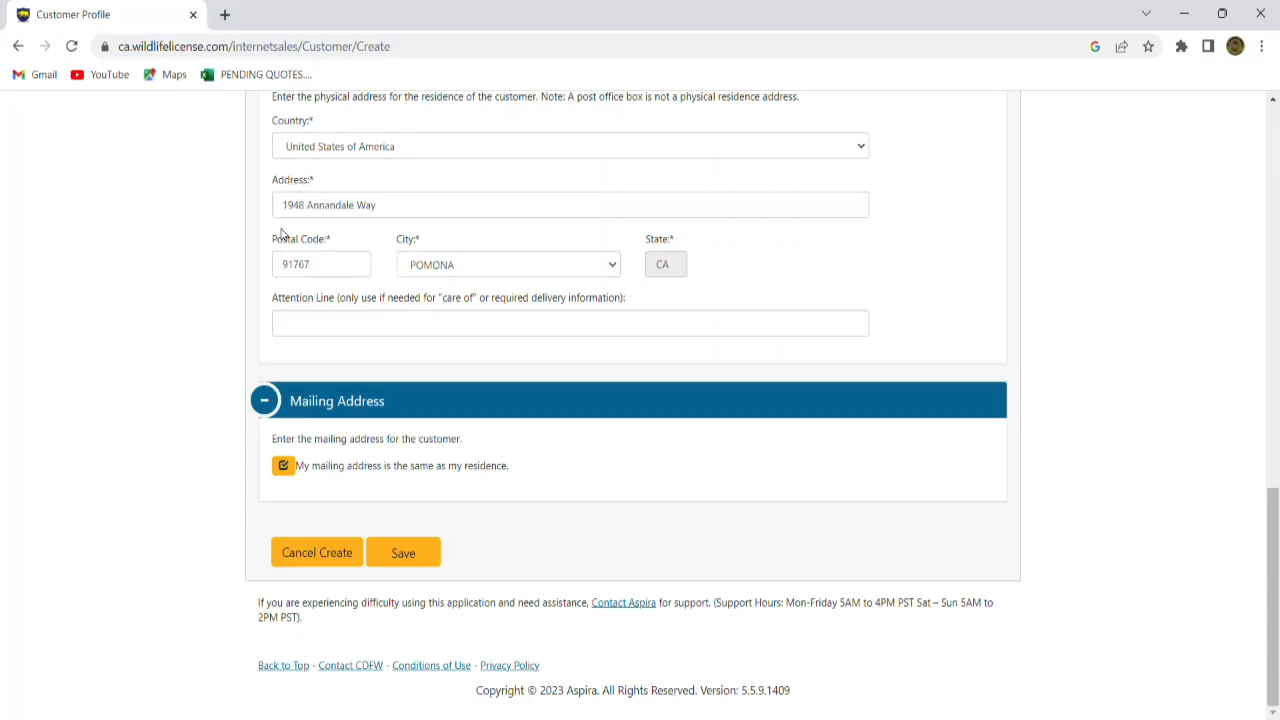 Customer Profile
ca.wildlifelicense.com/internetsales/Customer/Create
Gmail YouTube Maps PENDING QUOTES....
Enter the physical address for the residence of the customer. Note: A post office box is not a physical residence address.
Country:*
United States of America
Address:*
1948 Annandale Way
Postal Code:* City:* State:*
91767 POMONA CA
Attention Line (only use if needed for "care of" or required delivery information):
Mailing Address
Enter the mailing address for the customer.
My mailing address is the same as my residence.
Cancel Create Save
If you are experiencing difficulty using this application and need assistance, Contact Aspira for support. (Support Hours: Mon-Friday 5AM to 4PM PST Sat – Sun 5AM to
2PM PST).
Back to Top - Contact CDFW - Conditions of Use - Privacy Policy
Copyright © 2023 Aspira. All Rights Reserved. Version: 5.5.9.1409